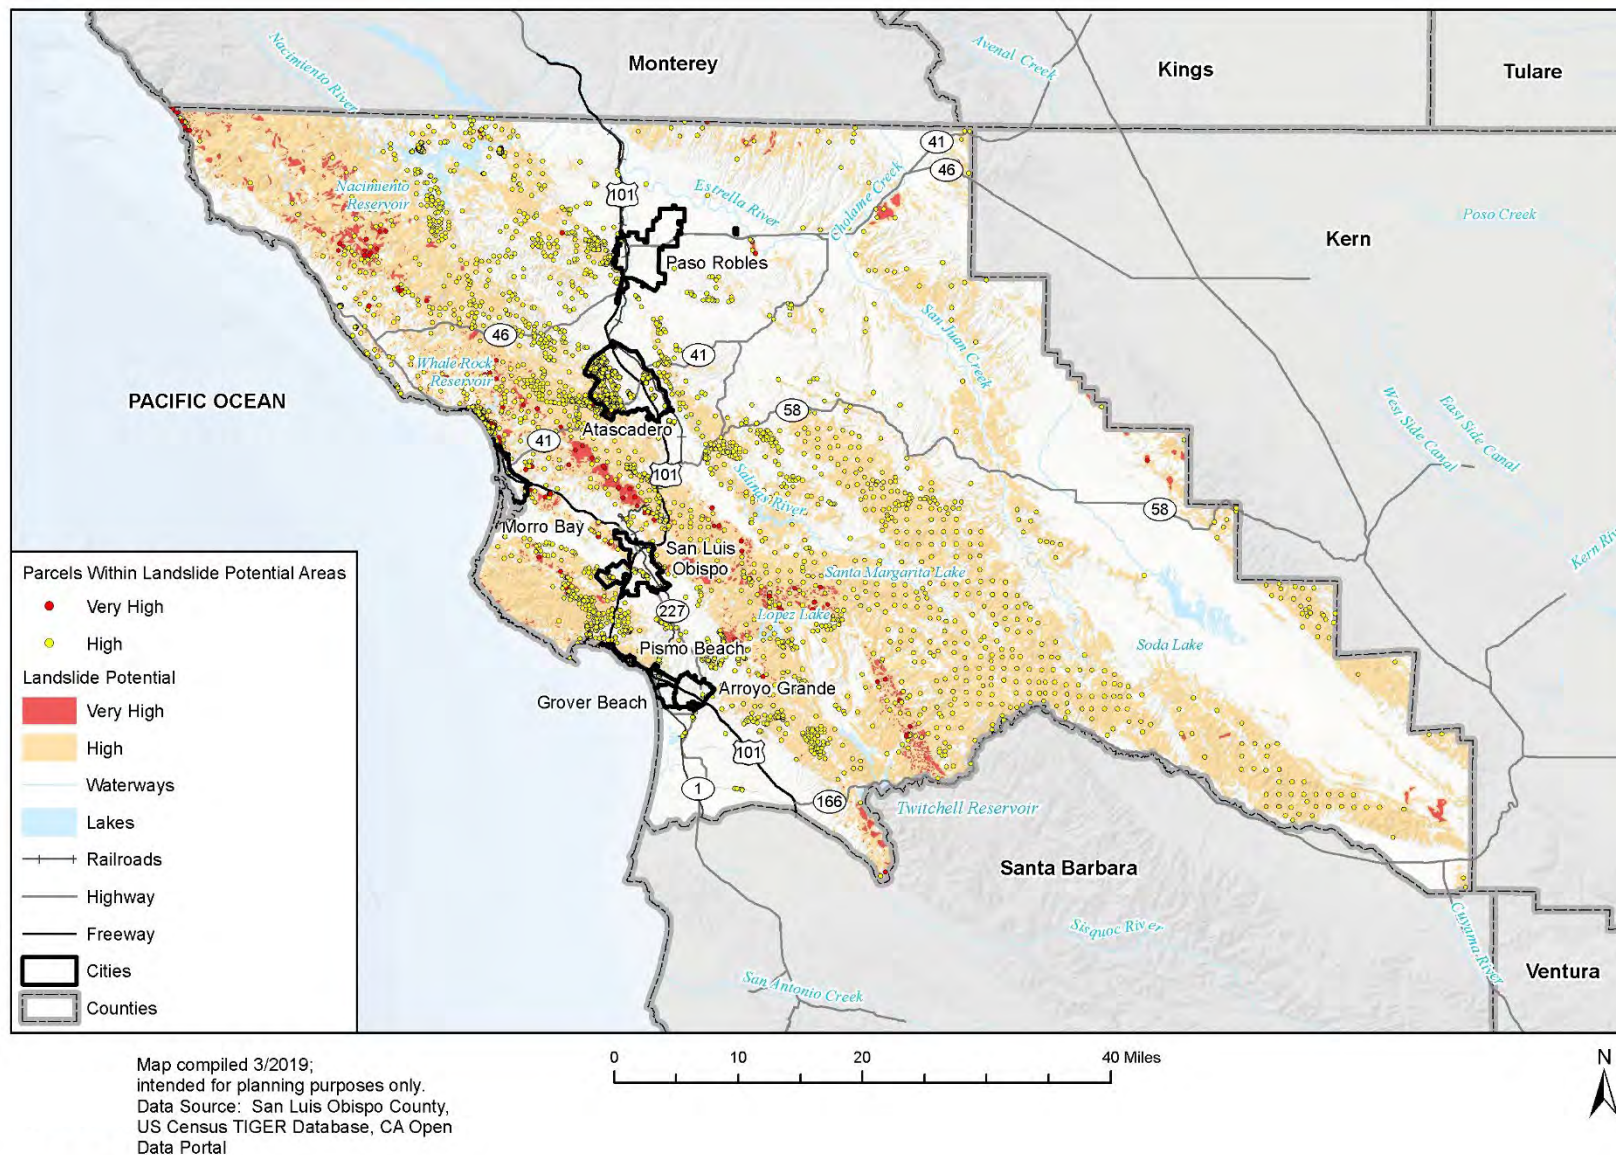 Monterey
Kings
Tulare
Nacimiento River
Avenal Creek
41
46
101
Estrella River
Cholame Creek
Nacimiento
Reservoir
Poso Creek
Kern
Paso Robles
San Juan Creek
46
41
Whale Rock
Reservoir
PACIFIC OCEAN
58
Atascadero
41
101
West Side Canal
East Side Canal
Salinas River
58
Morro Bay
San Luis
Obispo
Santa Margarita Lake
227
Lopez Lake
Soda Lake
Pismo Beach
Grover Beach
Arroyo Grande
101
1
166
Twitchell Reservoir
Santa Barbara
Sisquoc River
Cuyama River
San Antonio Creek
Ventura
Parcels Within Landslide Potential Areas
Very High
High
Landslide Potential
Very High
High
Waterways
Lakes
Railroads
Highway
Freeway
Cities
Counties
Map compiled 3/2019;
intended for planning purposes only.
Data Source: San Luis Obispo County,
US Census TIGER Database, CA Open
Data Portal
0 10 20 40 Miles
N